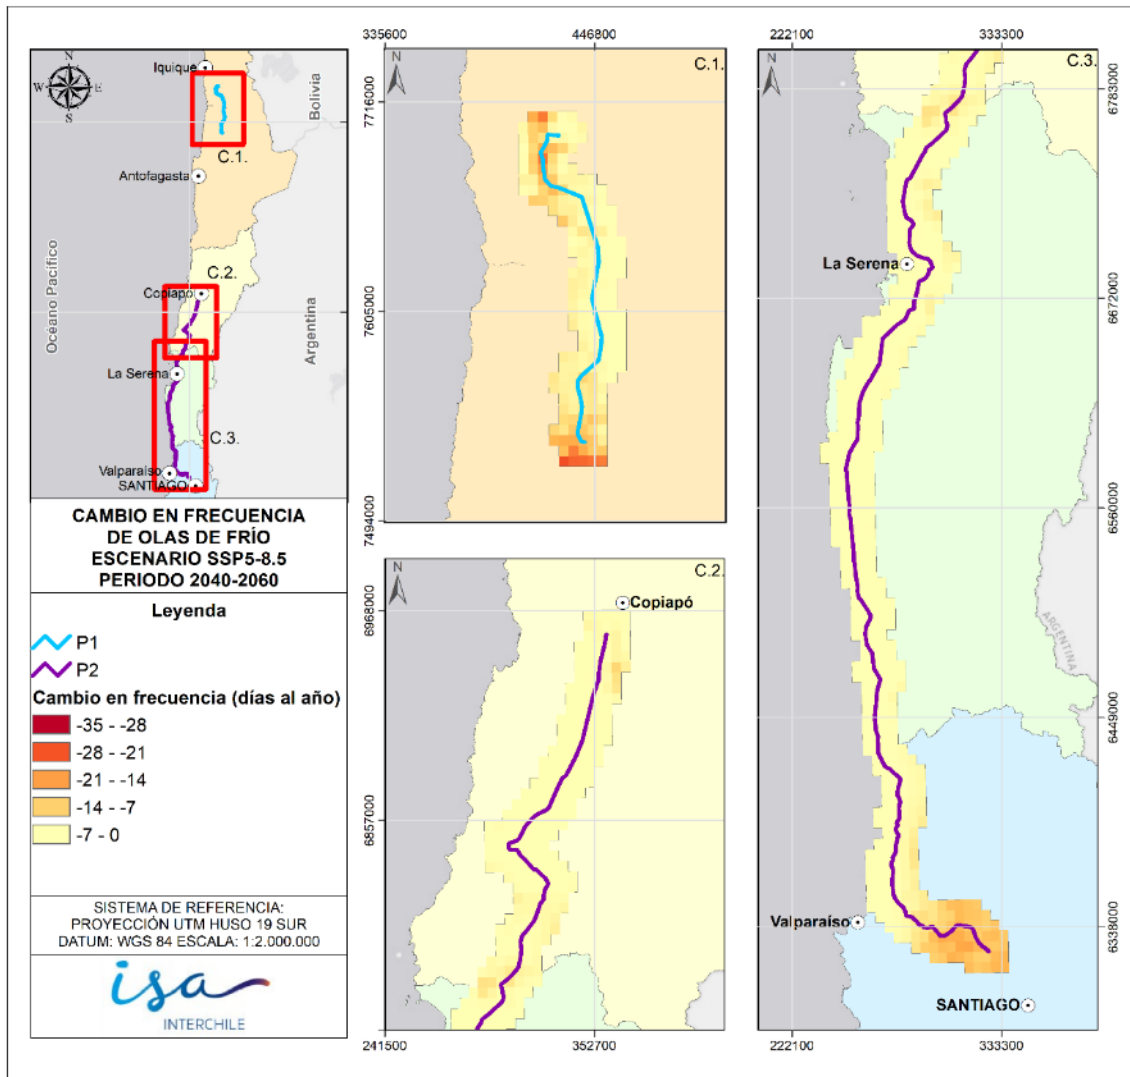 N
W
E
S
Iquique
Bolivia
C.1.
Antofagasta
Océano Pacífico
C.2.
Copiapó
Argentina
La Serena
C.3.
Valparaíso
SANTIAGO
CAMBIO EN FRECUENCIA
DE OLAS DE FRÍO
ESCENARIO SSP5-8.5
PERIODO 2040-2060
Leyenda
P1
P2
Cambio en frecuencia (días al año)
-35 - -28
-28 - -21
-21 - -14
-14 - -7
-7 - 0
SISTEMA DE REFERENCIA:
PROYECCIÓN UTM HUSO 19 SUR
DATUM: WGS 84 ESCALA: 1:2.000.000
isa
INTERCHILE
335600
446800
N
C.1.
7716000
7605000
7494000
N
C.2.
Copiapó
6968000
6857000
241500
352700
222100
333300
N
C.3.
6783000
La Serena
6672000
6560000
ARGENTINA
6449000
Valparaíso
6338000
SANTIAGO
222100
333300